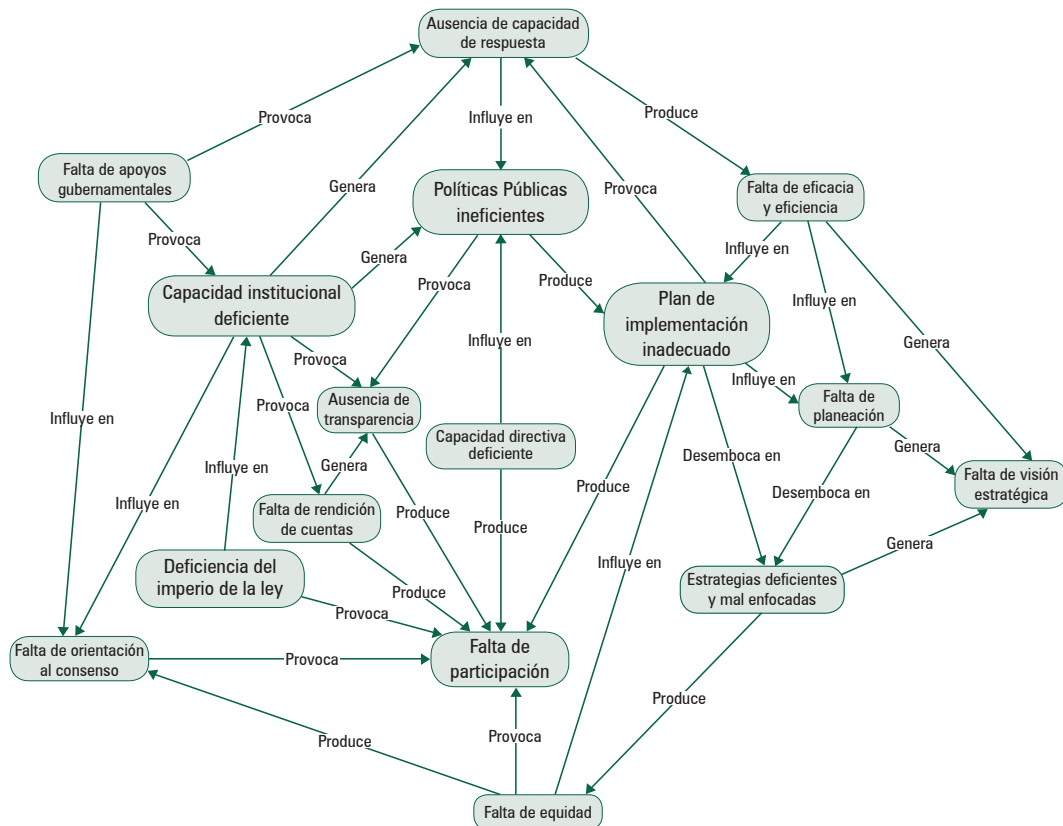 Ausencia de capacidad
de respuesta
Provoca
Influye en
Produce
Falta de apoyos
gubernamentales
Genera
Políticas Públicas
ineficientes
Provoca
Falta de eficacia
y eficiencia
Provoca
Genera
Influye en
Capacidad institucional
deficiente
Provoca
Produce
Plan de
implementación
inadecuado
Influye en
Influye en
Genera
Provoca
Influye en
Provoca
Ausencia de
transparencia
Falta de
planeación
Influye en
Capacidad directiva
deficiente
Genera
Influye en
Genera
Desemboca en
Falta de visión
estratégica
Produce
Desemboca en
Influye en
Falta de rendición
de cuentas
Produce
Produce
Genera
Influye en
Deficiencia del
imperio de la ley
Estrategias deficientes
y mal enfocadas
Produce
Provoca
Falta de orientación
al consenso
Provoca
Falta de
participación
Produce
Produce
Provoca
Falta de equidad